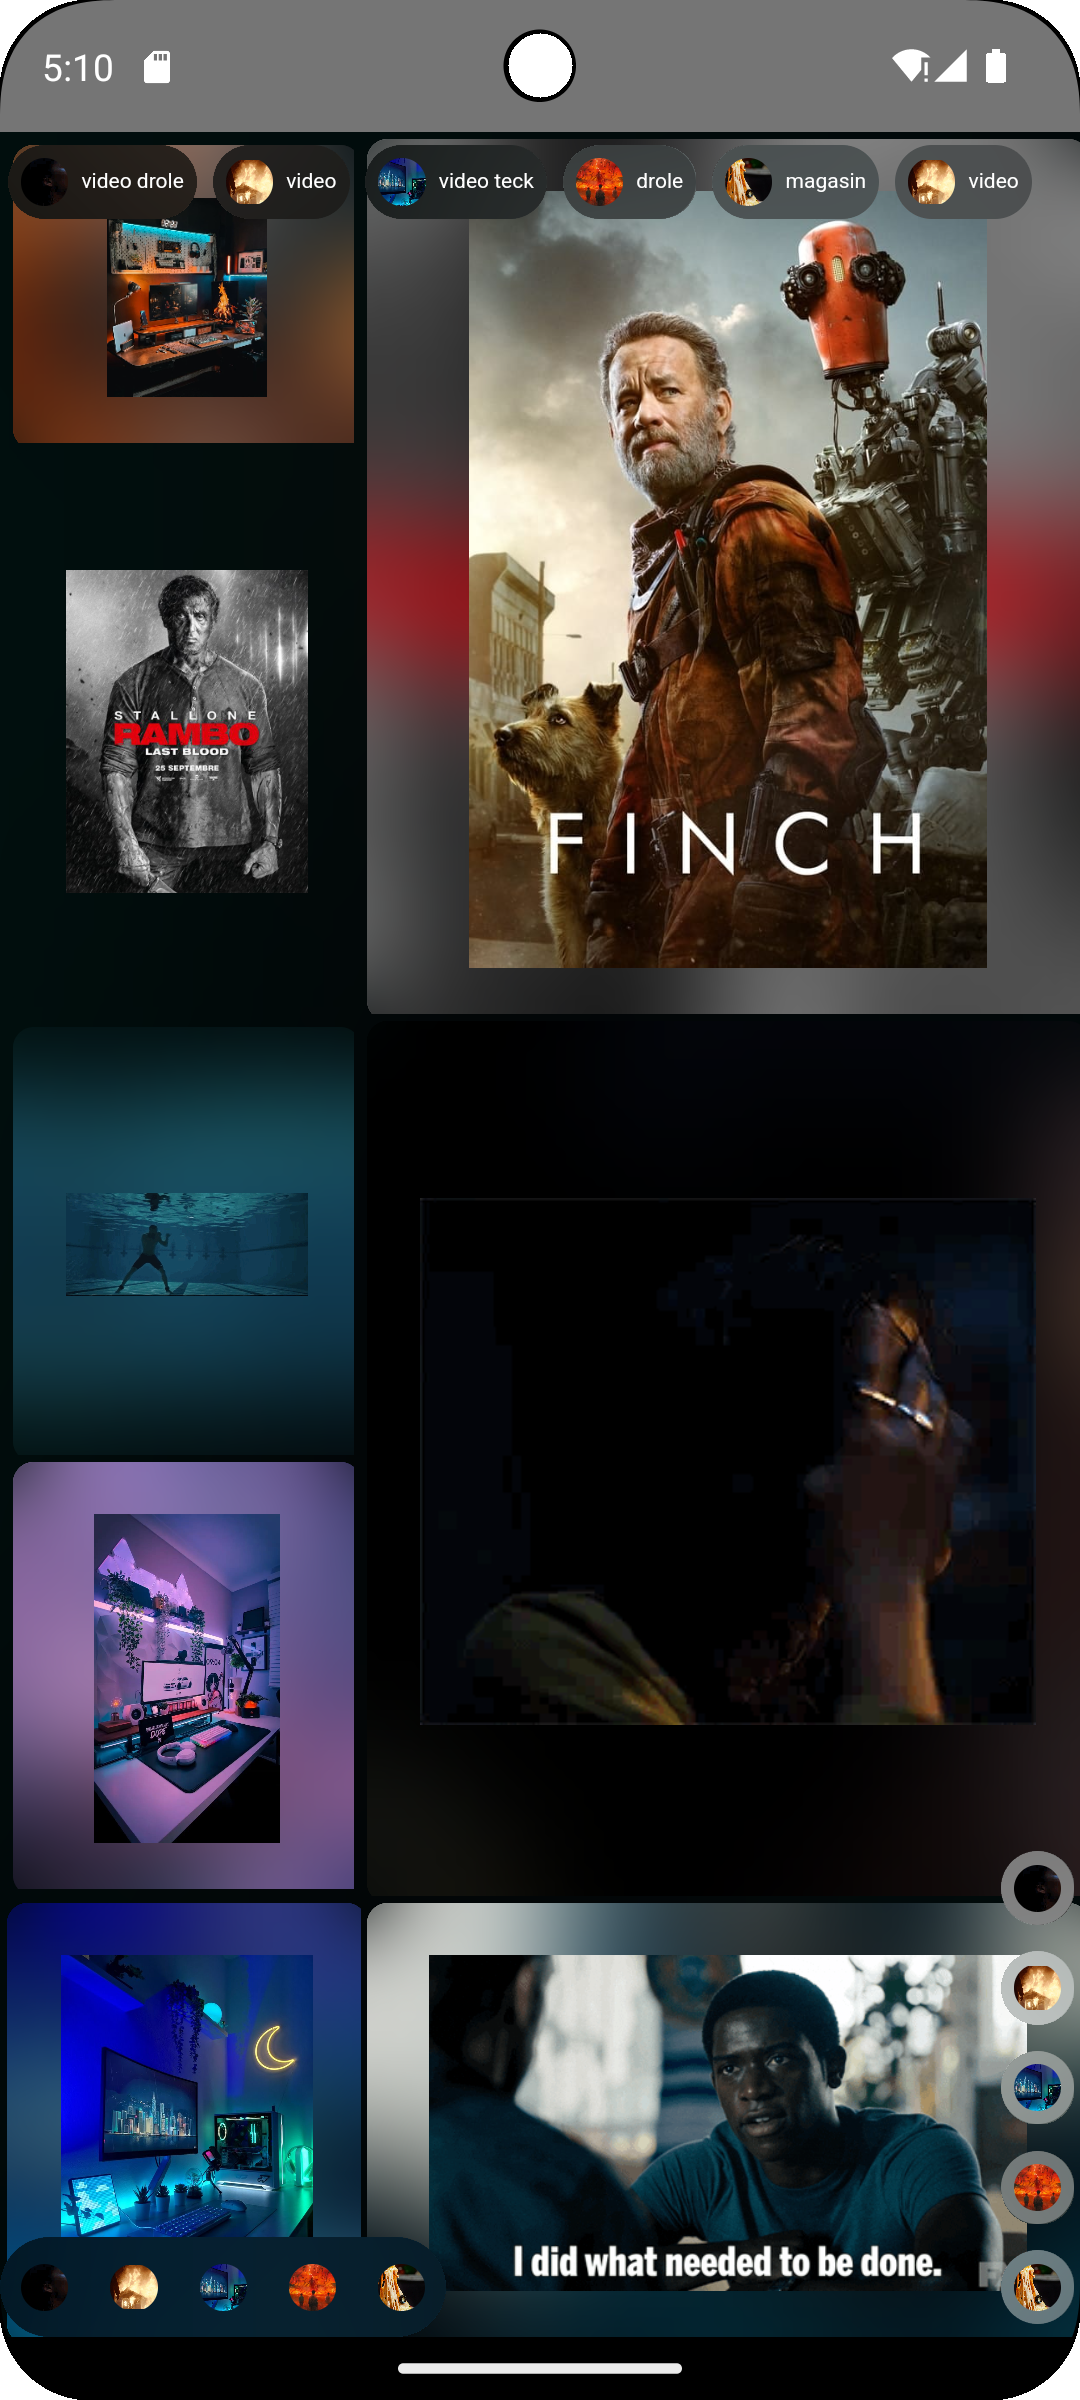 5:10
video drole
video
video teck
drole
magasin
video
STALLONE
RAMBO
LAST BLOOD
25 SEPTEMBRE
FINCH
I did what needed to be done.